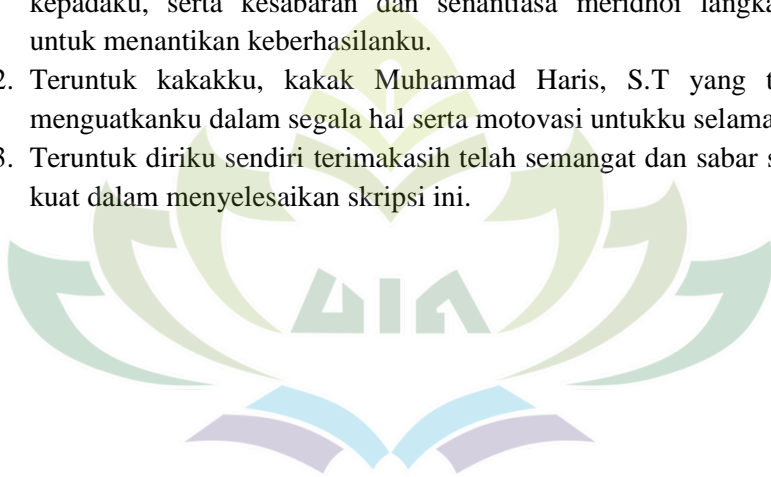 kepadaku, serta kesabaran dan senantiasa meridhoi
untuk menantikan keberhasilanku.
2. Teruntuk kakakku, kakak Muhammad Haris, S.T yang
menguatkanku dalam segala hal serta motovasi untukku selama
3. Teruntuk diriku sendiri terimakasih telah semangat dan sabar
kuat dalam menyelesaikan skripsi ini.
UIN